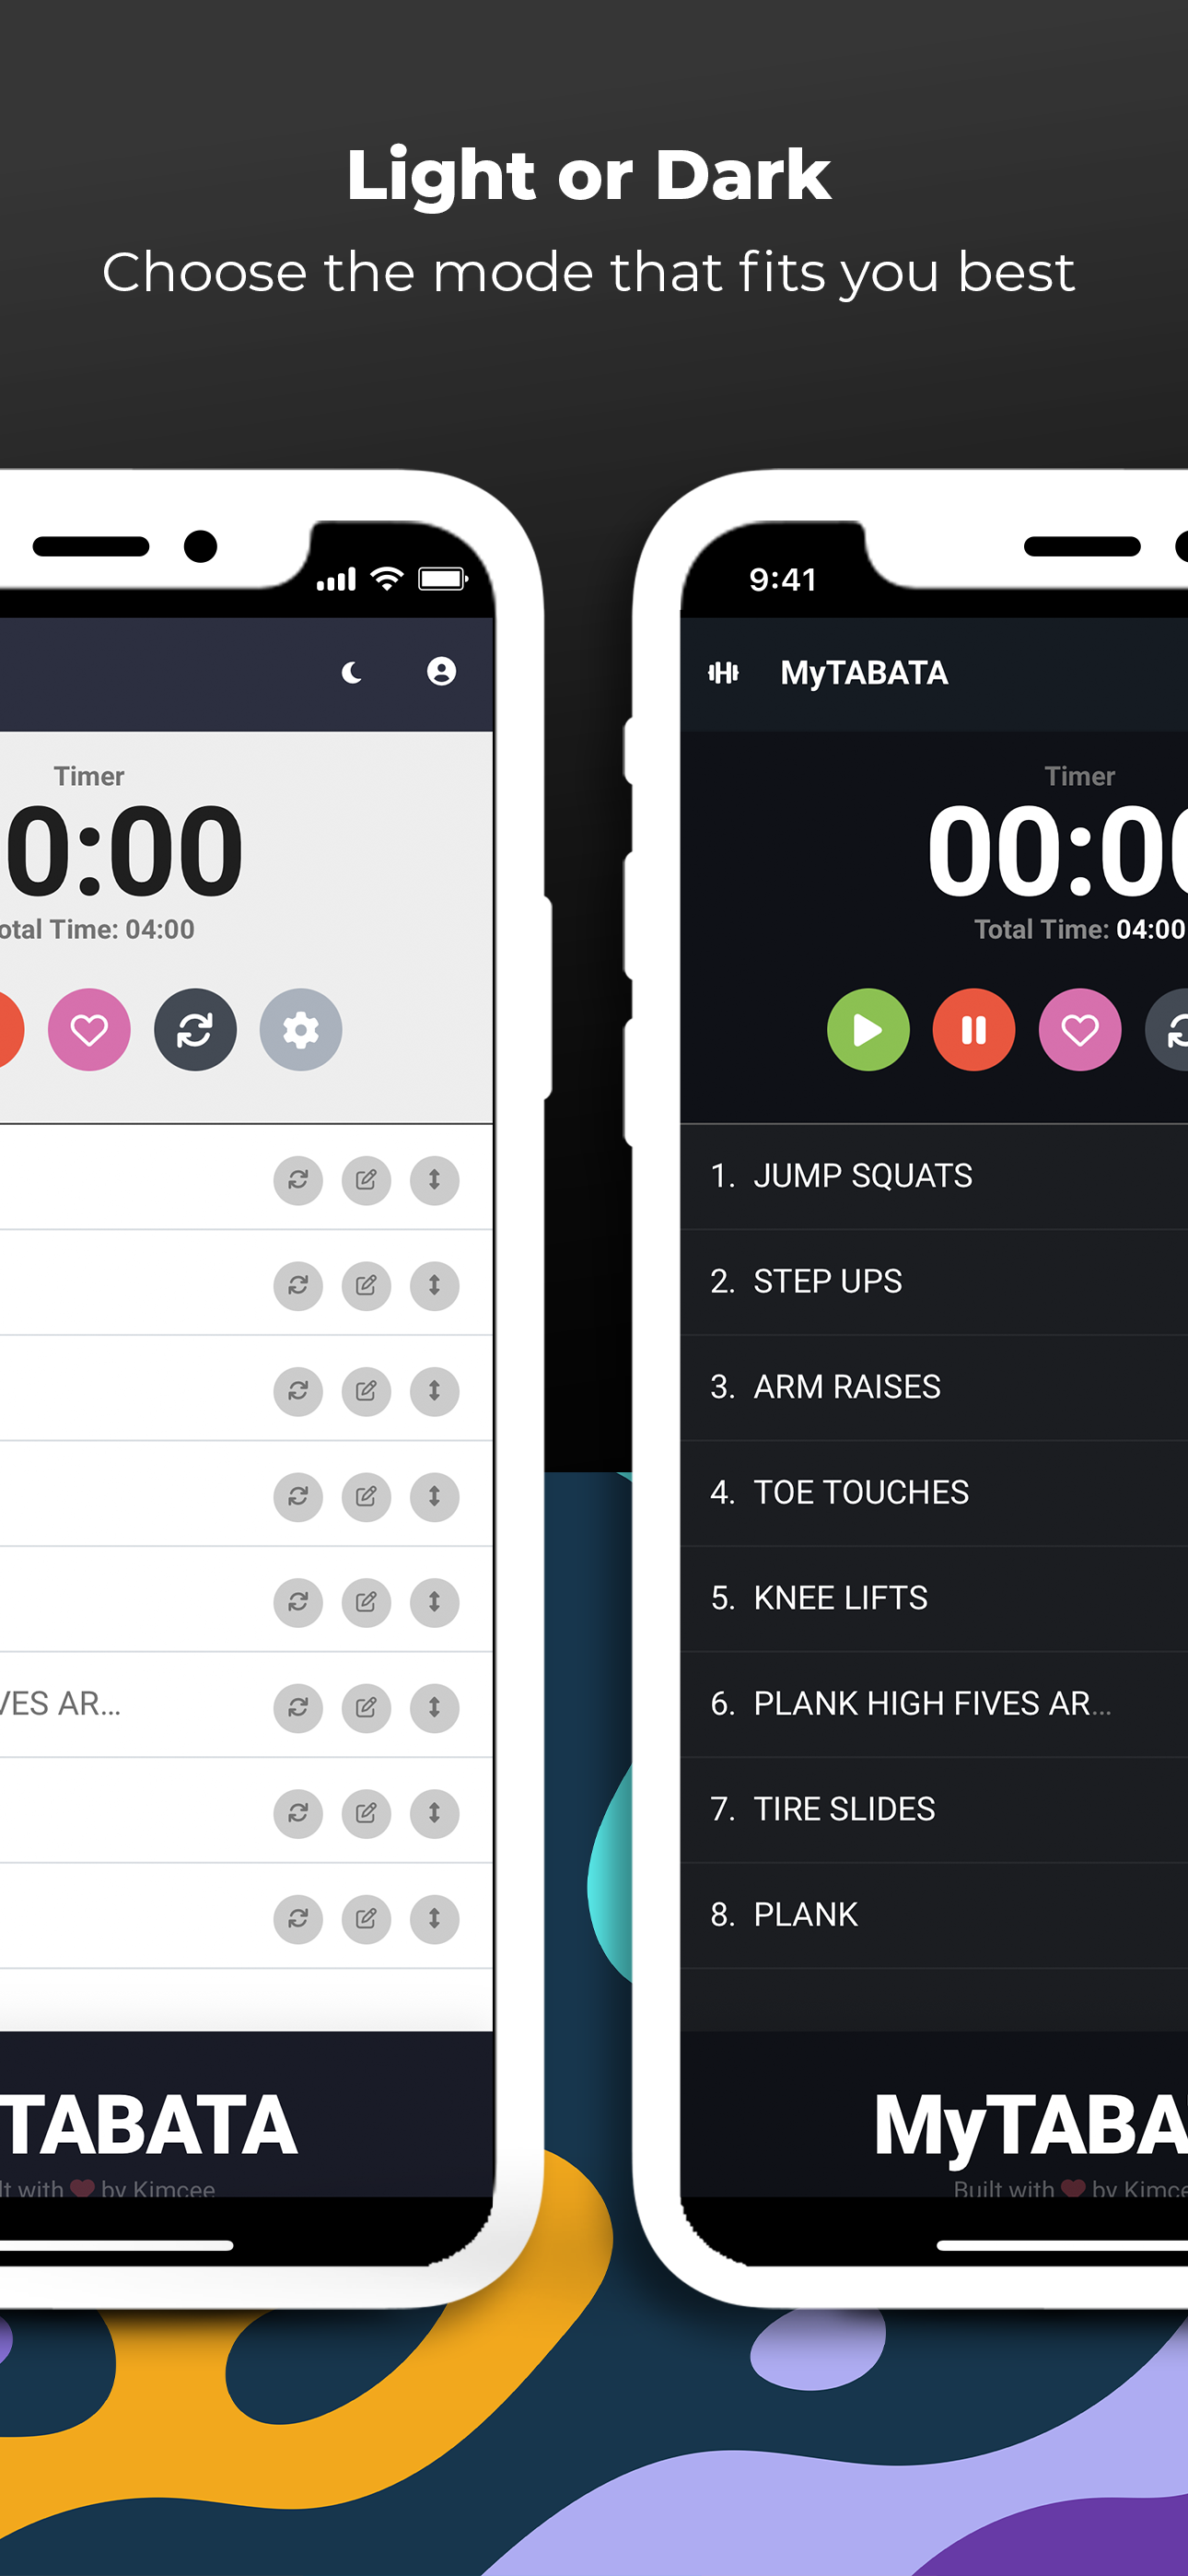 Light or Dark
Choose the mode that fits you best
Timer
0:00
otal Time: 04:00
VES AR...
TABATA
lt with by Kimcee
9:41
MyTABATA
Timer
00:00
Total Time: 04:00
1. JUMP SQUATS
2. STEP UPS
3. ARM RAISES
4. TOE TOUCHES
5. KNEE LIFTS
6. PLANK HIGH FIVES AR...
7. TIRE SLIDES
8. PLANK
MyTABA
Built with by Kimce